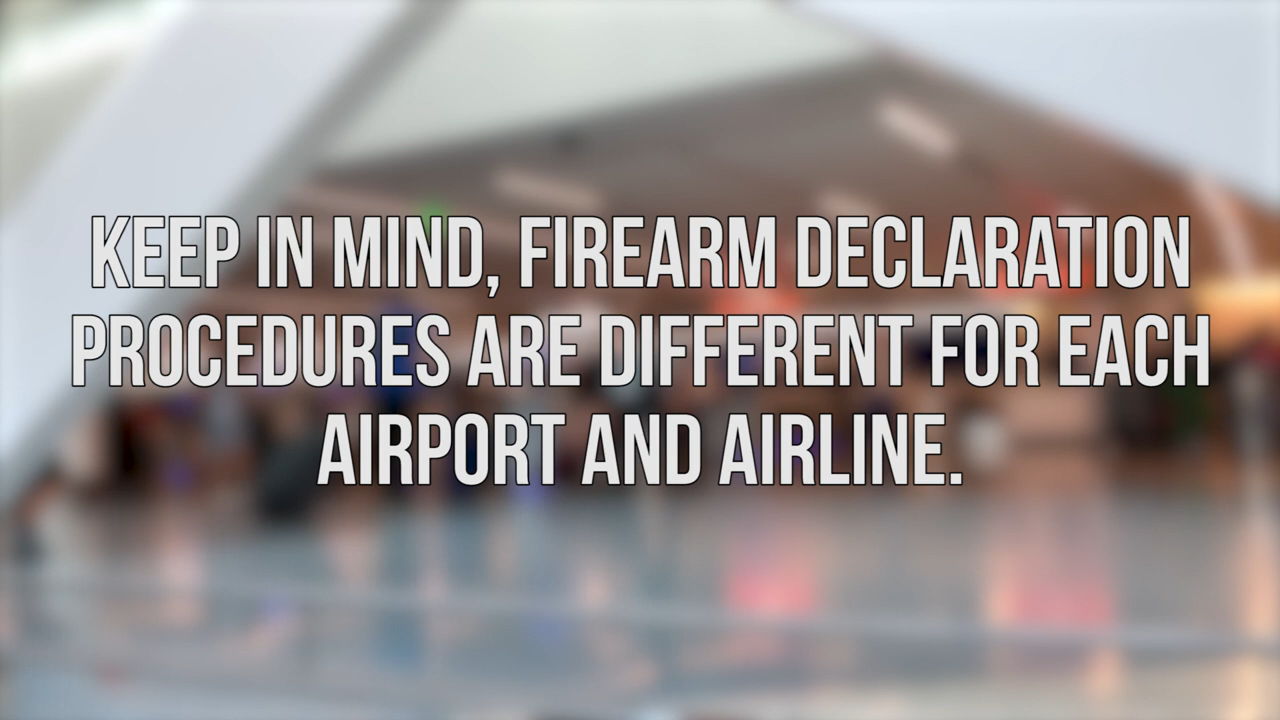 KEEP IN MIND, FIREARM DECLARATION
PROCEDURES ARE DIFFERENT FOR EACH
AIRPORT AND AIRLINE.